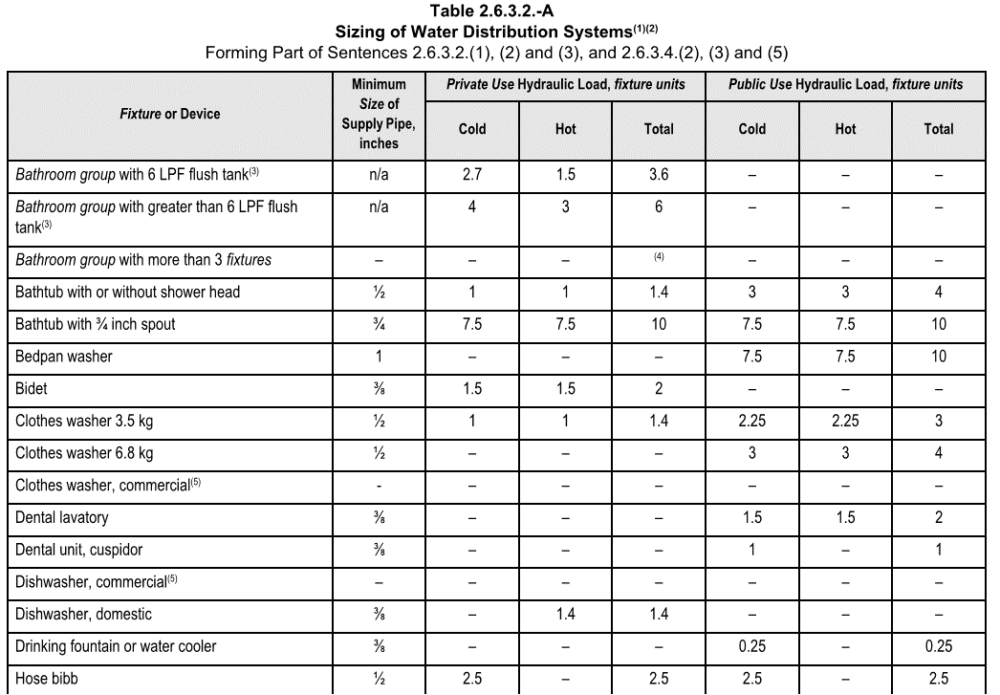 Table 2.6.3.2.-A
Sizing of Water Distribution Systems(1)(2)
Forming Part of Sentences 2.6.3.2.(1), (2) and (3), and 2.6.3.4.(2), (3) and (5)
Fixture or Device Minimum Size of Supply Pipe, inches Private Use Hydraulic Load, fixture units Public Use Hydraulic Load, fixture units
Cold Hot Total Cold Hot Total
Bathroom group with 6 LPF flush tank(3) n/a 2.7 1.5 3.6 – – –
Bathroom group with greater than 6 LPF flush n/a 4 3 6 – – –
tank(3)
Bathroom group with more than 3 fixtures – – – (4) – – –
Bathtub with or without shower head ½ 1 1 1.4 3 3 4
Bathtub with ¾ inch spout ¾ 7.5 7.5 10 7.5 7.5 10
Bedpan washer 1 – – – 7.5 7.5 10
Bidet ⅜ 1.5 1.5 2 – – –
Clothes washer 3.5 kg ½ 1 1 1.4 2.25 2.25 3
Clothes washer 6.8 kg ½ – – – 3 3 4
Clothes washer, commercial(5) - – – – – – –
Dental lavatory ⅜ – – – 1.5 1.5 2
Dental unit, cuspidor ⅜ – – – 1 – 1
Dishwasher, commercial(5) – – – – – – –
Dishwasher, domestic ⅜ – 1.4 1.4 – – –
Drinking fountain or water cooler ⅜ – – – 0.25 – 0.25
Hose bibb ½ 2.5 – 2.5 2.5 – 2.5